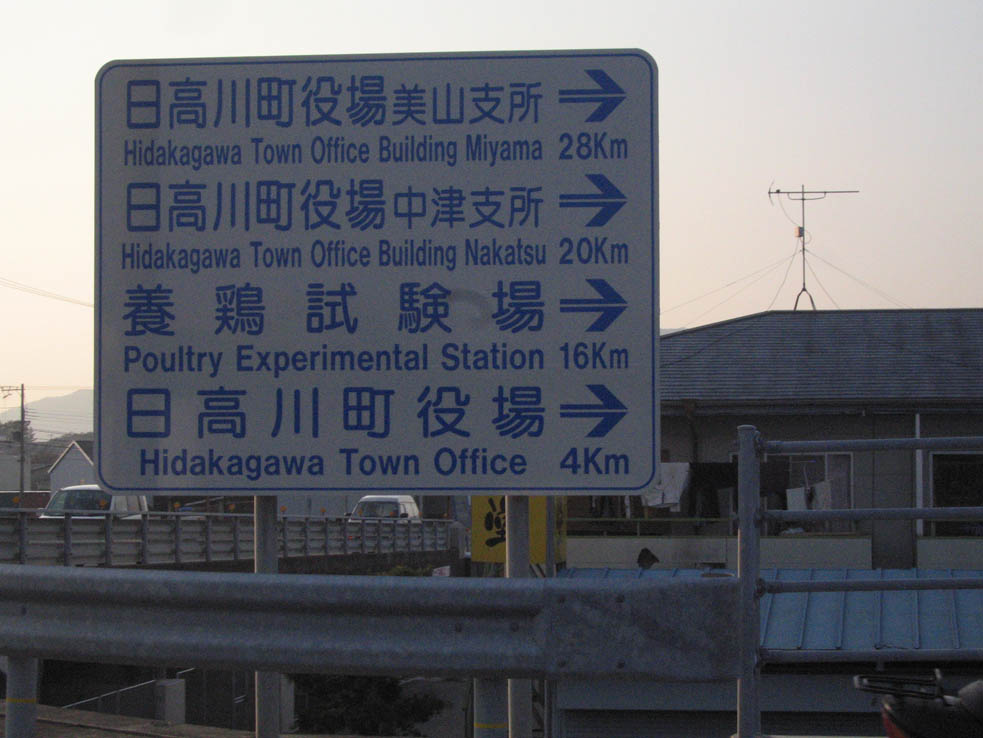 日高川町役場美山支所
Hidakagawa Town Office Building Miyama 28Km
日高川町役場中津支所
Hidakagawa Town Office Building Nakatsu 20Km
養鶏試験場
Poultry Experimental Station 16Km
日高川町役場
Hidakagawa Town Office 4Km